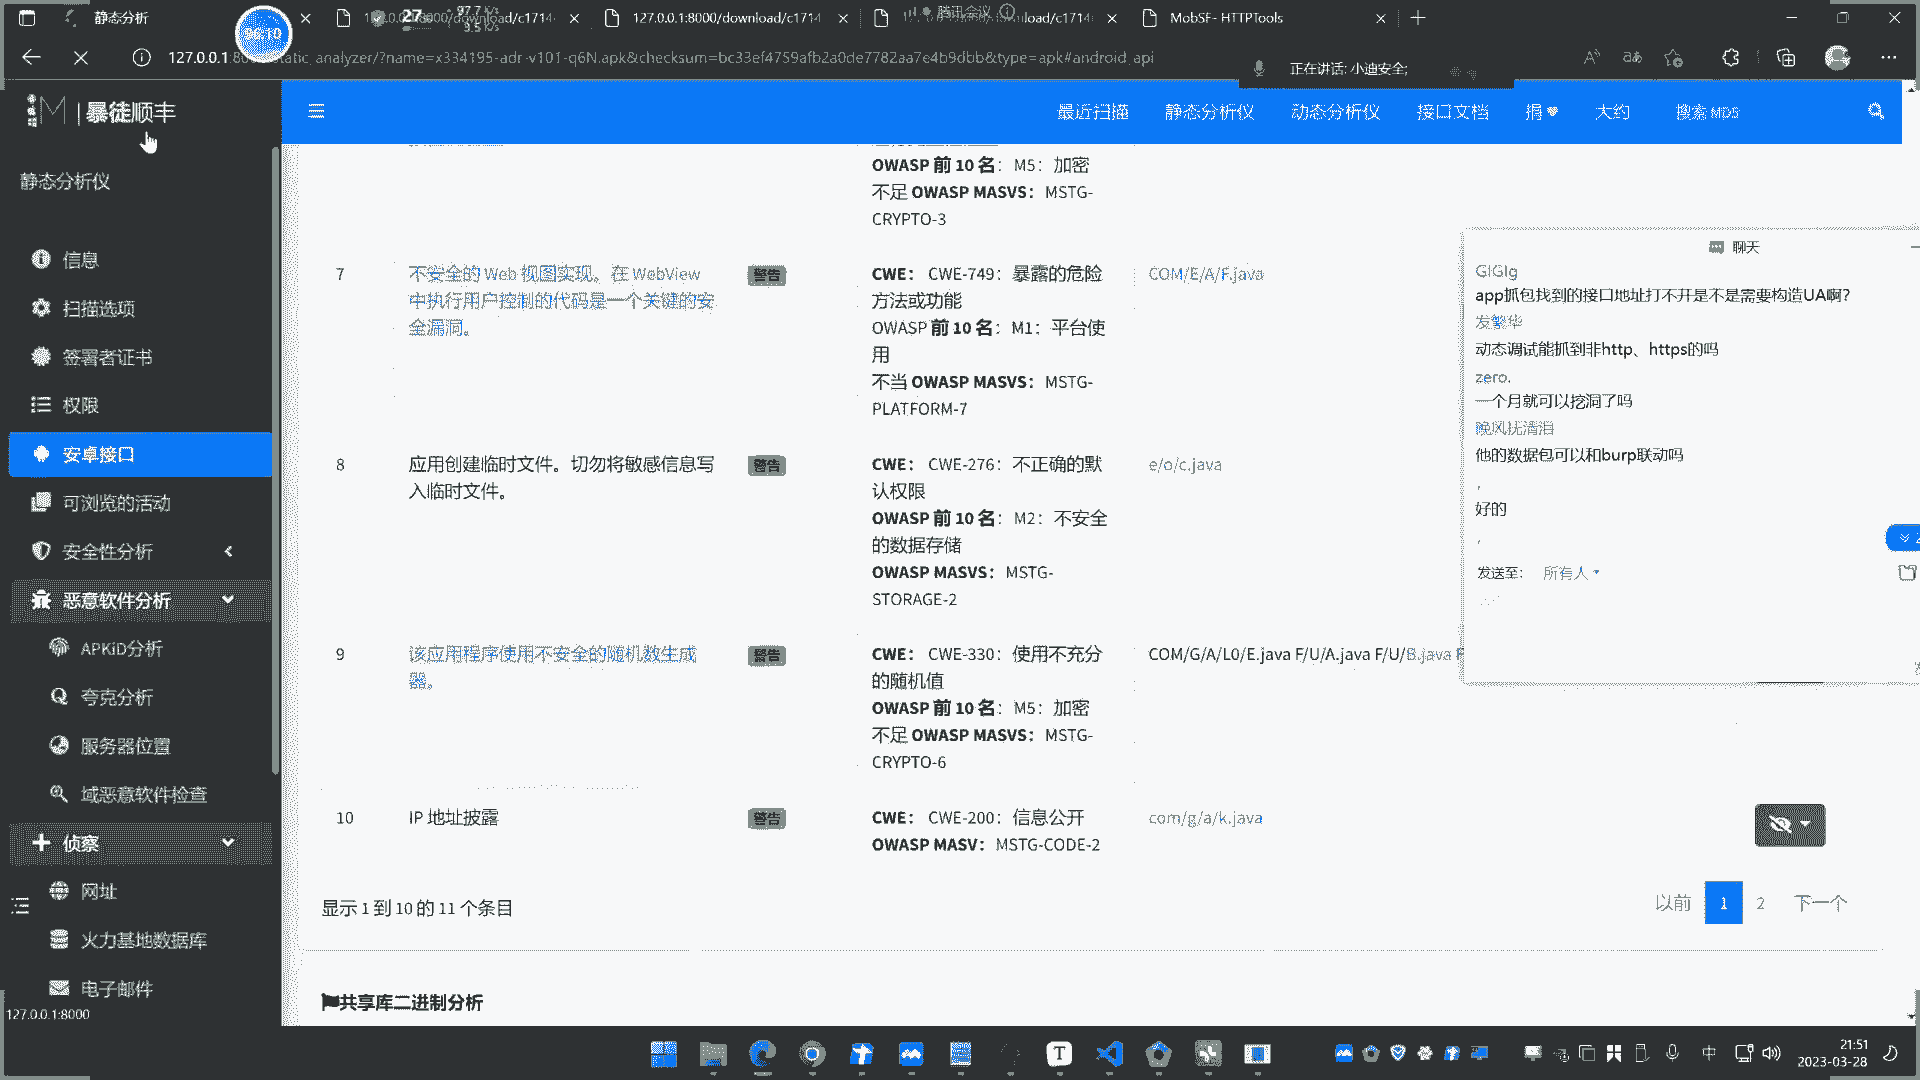 静态分析
127.0.0.1:8000/download/c1714
127.0.0.1:8000/download/c1714
腾讯会议
load/c1714
MobSF- HTTPTools
96:10
27
97.7 K/s
3.5 K/s
127.0.0.1:8000/static_analyzer/?name=x334195-adr-v101-q6N.apk&checksum=bc33ef4759afb2a0de7782aa7e4b9dbb&type=apk#android_api
正在讲话: 小迪安全;
暴徒顺丰
最近扫描
静态分析仪
动态分析仪
接口文档
捐
大约
搜索 MD5
静态分析仪
信息
扫描选项
签署者证书
权限
安卓接口
可浏览的活动
安全性分析
恶意软件分析
APKiD分析
夸克分析
服务器位置
域恶意软件检查
侦察
网址
火力基地数据库
电子邮件
127.0.0.1:8000
OWASP 前 10 名： M5：加密
不足 OWASP MASVS： MSTG-
CRYPTO-3
7
不安全的 Web 视图实现。在 WebView
中执行用户控制的代码是一个关键的安
全漏洞。
警告
CWE： CWE-749：暴露的危险
方法或功能
OWASP 前 10 名：M1：平台使
用
不当 OWASP MASVS： MSTG-
PLATFORM-7
COM/E/A/F.java
8
应用创建临时文件。切勿将敏感信息写
入临时文件。
警告
CWE： CWE-276：不正确的默
认权限
OWASP 前 10 名：M2：不安全
的数据存储
OWASP MASVS： MSTG-
STORAGE-2
e/o/c.java
9
该应用程序使用不安全的随机数生成
器。
警告
CWE： CWE-330：使用不充分
的随机值
OWASP 前 10 名：M5：加密
不足 OWASP MASVS：MSTG-
CRYPTO-6
COM/G/A/L0/E.java F/U/A.java F/U/B.java F
10
IP 地址披露
警告
CWE： CWE-200：信息公开
OWASP MASV：MSTG-CODE-2
com/g/a/k.java
显示 1 到 10 的 11 个条目
以前
1
2
下一个
共享库二进制分析
聊天
GIGIg
app抓包找到的接口地址打不开是不是需要构造UA啊?
发繁华
动态调试能抓到非http、https的吗
zero.
一个月就可以挖洞了吗
晚风抚清泪
他的数据包可以和burp联动吗
,
好的
,
发送至:
所有人
中
21:51
2023-03-28